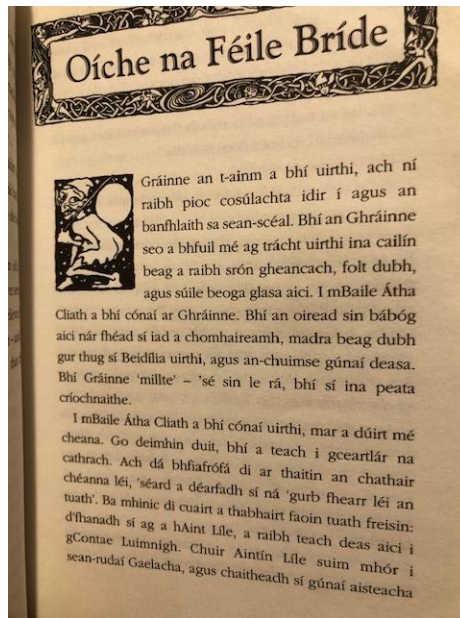 Oíche na Féile Bríde
Gráinne an t-ainm a bhí uirthi, ach ní
raibh pioc cosúlachta idir í agus an
banfhlaith sa sean-scéal. Bhí an Ghráinne
seo a bhfuil mé ag trácht uirthi ina cailín
beag a raibh srón gheancach, folt dubh,
agus súile beoga glasa aici. I mBaile Átha
Cliath a bhí cónaí ar Ghráinne. Bhí an oiread sin bábóg
aici nár fhéad sí iad a chomhaireamh, madra beag dubh
gur thug sí Beidília uirthi, agus an-chuimse gúnaí deasa.
Bhí Gráinne 'millte' – 'sé sin le rá, bhí sí ina peata
críochnaithe.
I mBaile Átha Cliath a bhí cónaí uirthi, mar a dúirt mé
cheana. Go deimhin duit, bhí a teach i gceartlár na
cathrach. Ach dá bhfiafrófá di ar thaitin an chathair
chéanna léi, 'séard a déarfadh sí ná 'gurb fhearr léi an
tuath'. Ba mhinic di cuairt a thabhairt faoin tuath freisin:
d'fhanadh sí ag a hAint Líle, a raibh teach deas aici i
gContae Luimnigh. Chuir Aintín Líle suim mhór i
sean-rudaí Gaelacha, agus chaitheadh sí gúnaí aisteacha